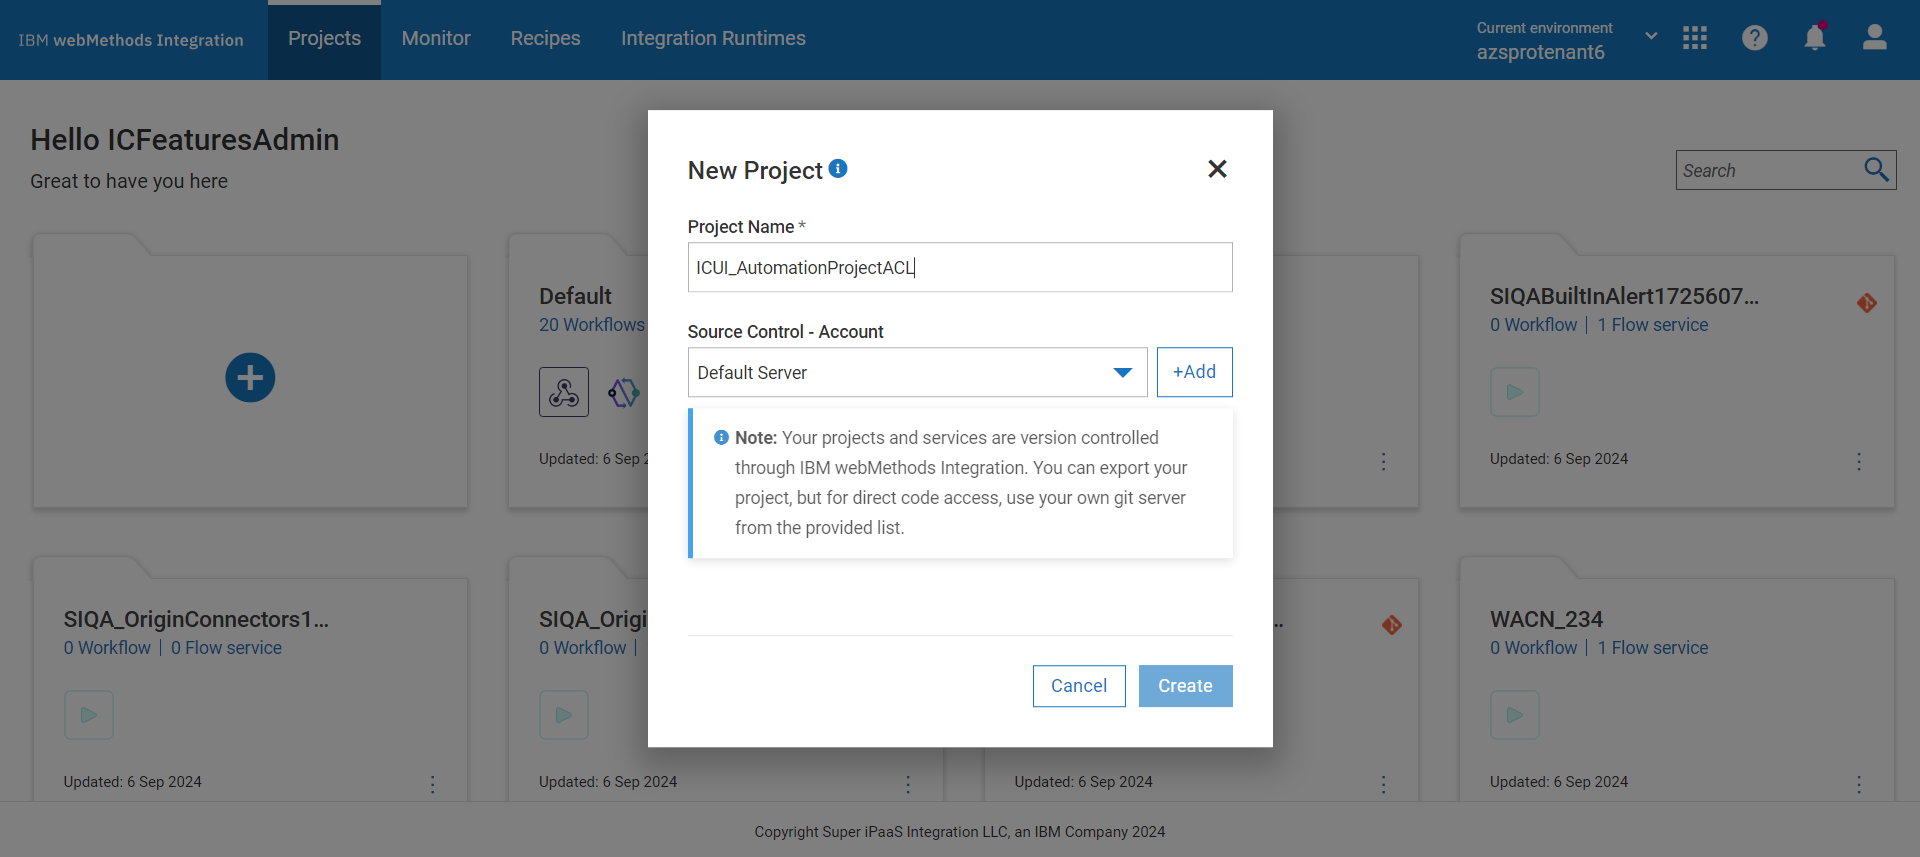 IBM webMethods Integration
Projects
Monitor
Recipes
Integration Runtimes
Current environment
azsprotenant6
Hello ICFeaturesAdmin
Great to have you here
Search
New Project
Project Name *
ICUI_AutomationProjectACL
Source Control - Account
Default Server
+Add
Note: Your projects and services are version controlled
through IBM webMethods Integration. You can export your
project, but for direct code access, use your own git server
from the provided list.
Cancel
Create
Default
20 Workflows
Updated: 6 Sep 2
SIQABuiltInAlert1725607...
0 Workflow | 1 Flow service
Updated: 6 Sep 2024
SIQA_OriginConnectors1...
0 Workflow | 0 Flow service
Updated: 6 Sep 2024
SIQA_Origi
0 Workflow |
Updated: 6 Sep 2024
..
Updated: 6 Sep 2024
WACN_234
0 Workflow | 1 Flow service
Updated: 6 Sep 2024
Copyright Super iPaaS Integration LLC, an IBM Company 2024